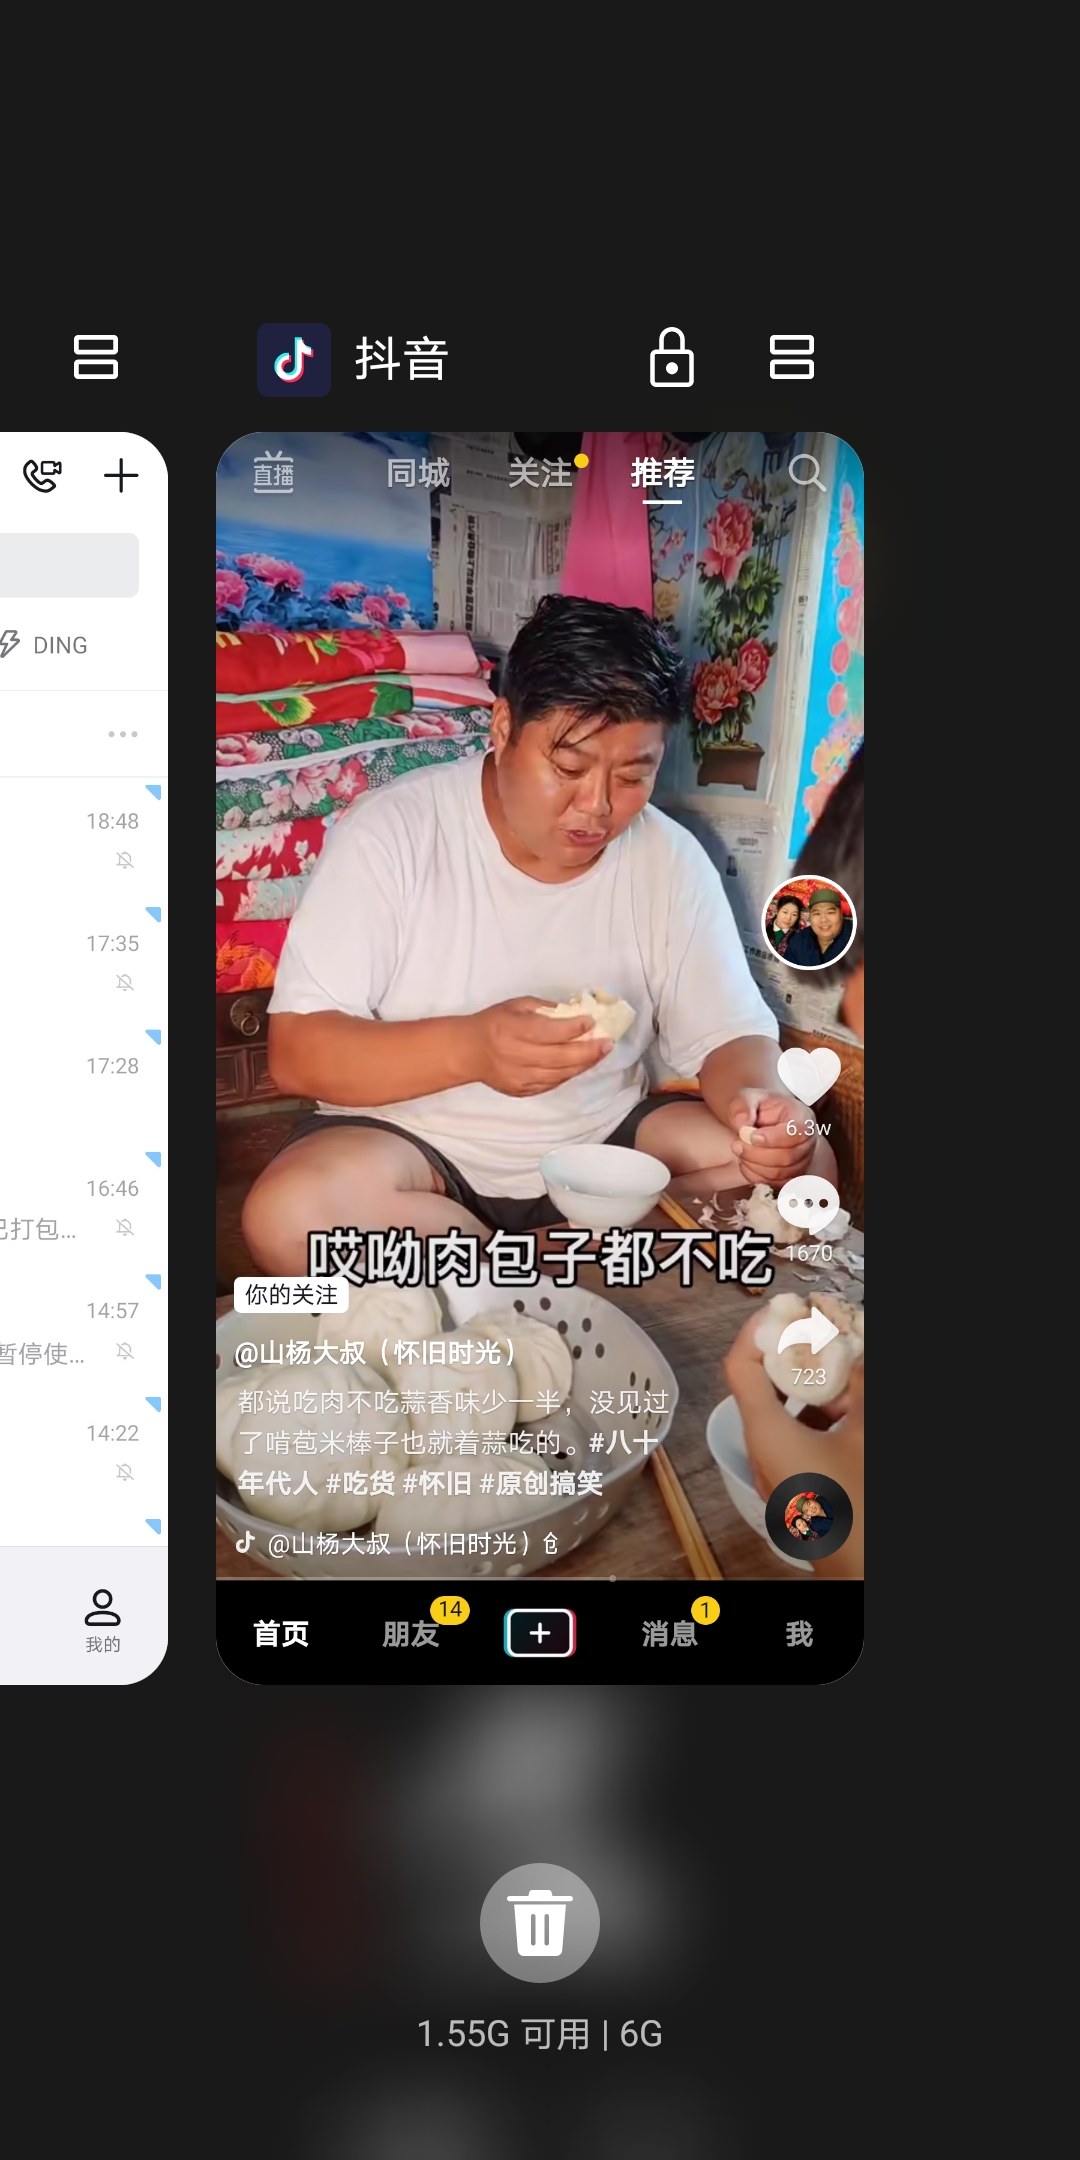 抖音
DING
18:48
17:35
17:28
16:46
已打包...
14:57
暂停使...
14:22
我的
直播
同城
关注
推荐
6.3w
1670
723
哎呦肉包子都不吃
你的关注
@山杨大叔（怀旧时光）
都说吃肉不吃蒜香味少一半，没见过
了啃苞米棒子也就着蒜吃的。#八十
年代人 #吃货 #怀旧 #原创搞笑
@山杨大叔（怀旧时光）创
首页
朋友
14
消息
1
我
1.55G 可用 | 6G